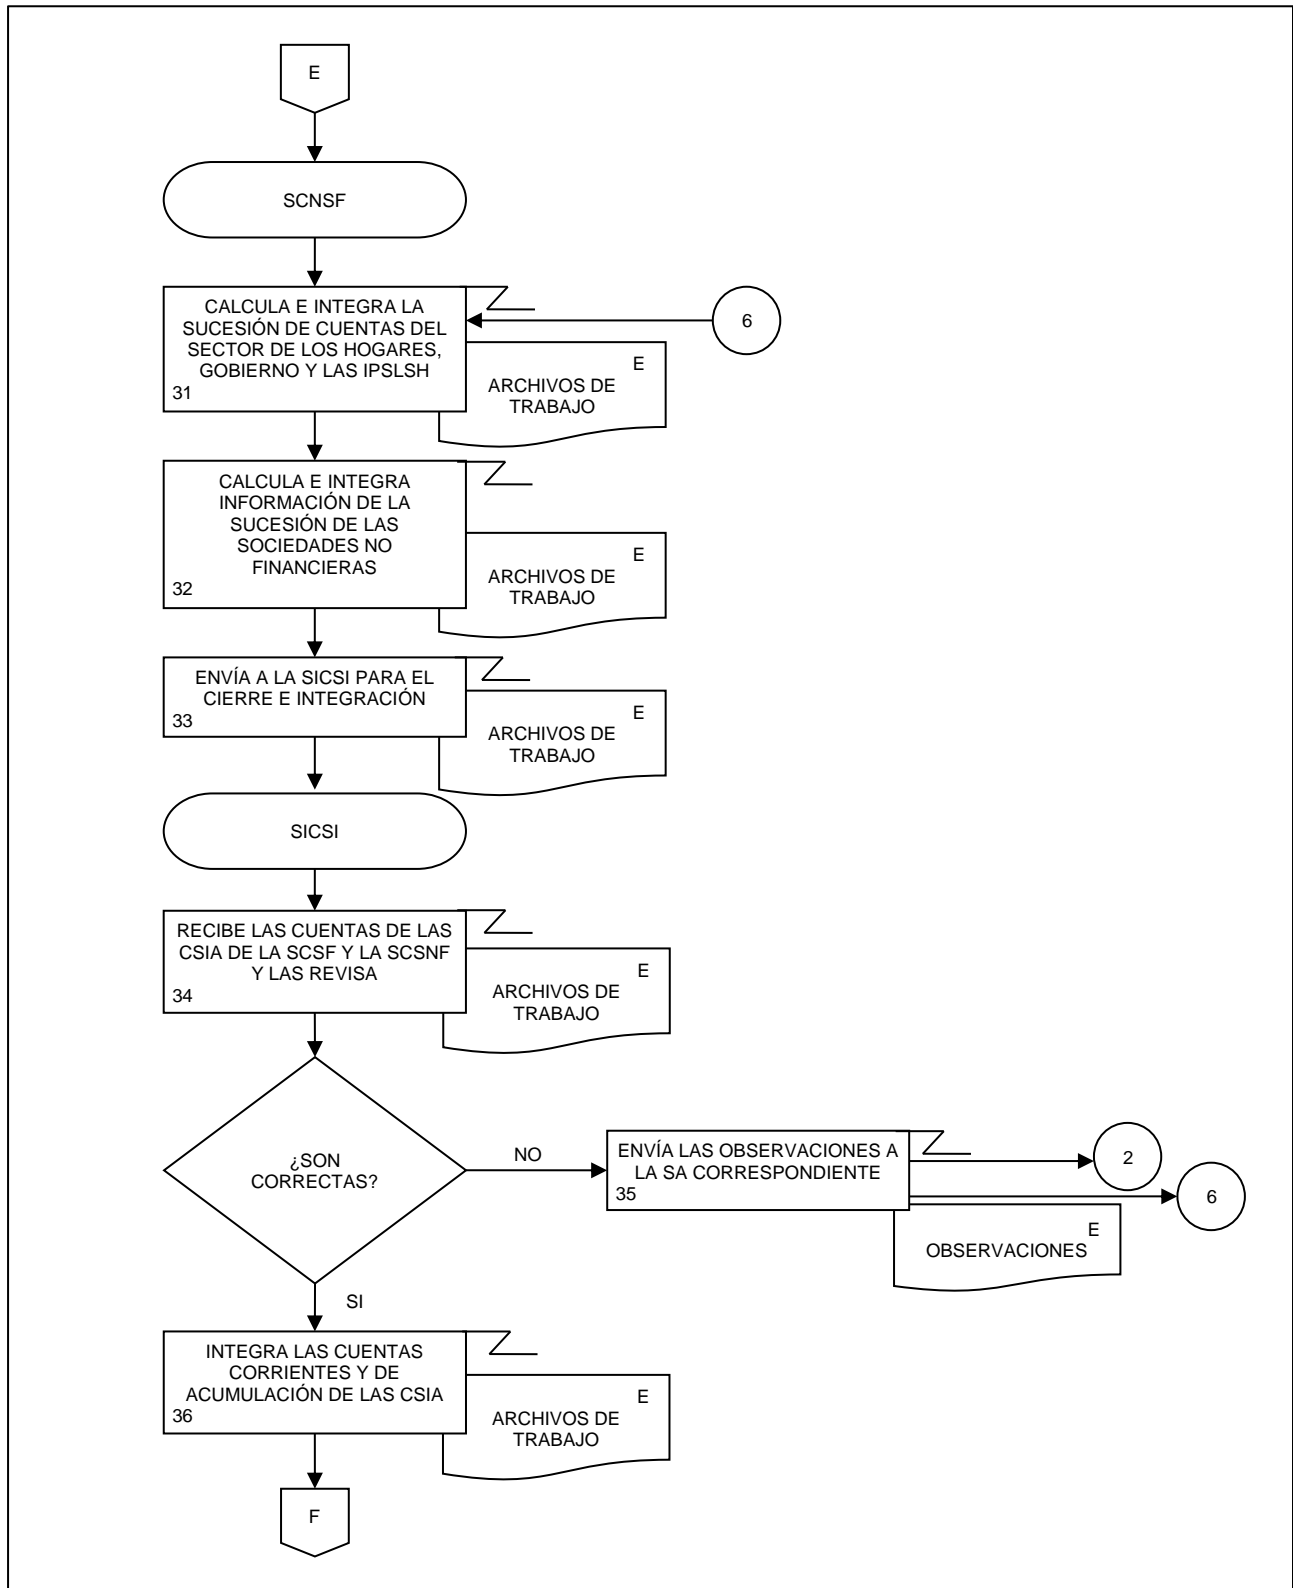 E
SCNSF
CALCULA E INTEGRA LA
SUCESIÓN DE CUENTAS DEL
SECTOR DE LOS HOGARES,
GOBIERNO Y LAS IPSLSH
31
6
E
ARCHIVOS DE
TRABAJO
CALCULA E INTEGRA
INFORMACIÓN DE LA
SUCESIÓN DE LAS
SOCIEDADES NO
FINANCIERAS
32
E
ARCHIVOS DE
TRABAJO
ENVÍA A LA SICSI PARA EL
CIERRE E INTEGRACIÓN
33
E
ARCHIVOS DE
TRABAJO
SICSI
RECIBE LAS CUENTAS DE LAS
CSIA DE LA SCSF Y LA SCSNF
Y LAS REVISA
34
E
ARCHIVOS DE
TRABAJO
¿SON
CORRECTAS?
NO
ENVÍA LAS OBSERVACIONES A
LA SA CORRESPONDIENTE
35
2
6
E
OBSERVACIONES
SI
INTEGRA LAS CUENTAS
CORRIENTES Y DE
ACUMULACIÓN DE LAS CSIA
36
E
ARCHIVOS DE
TRABAJO
F